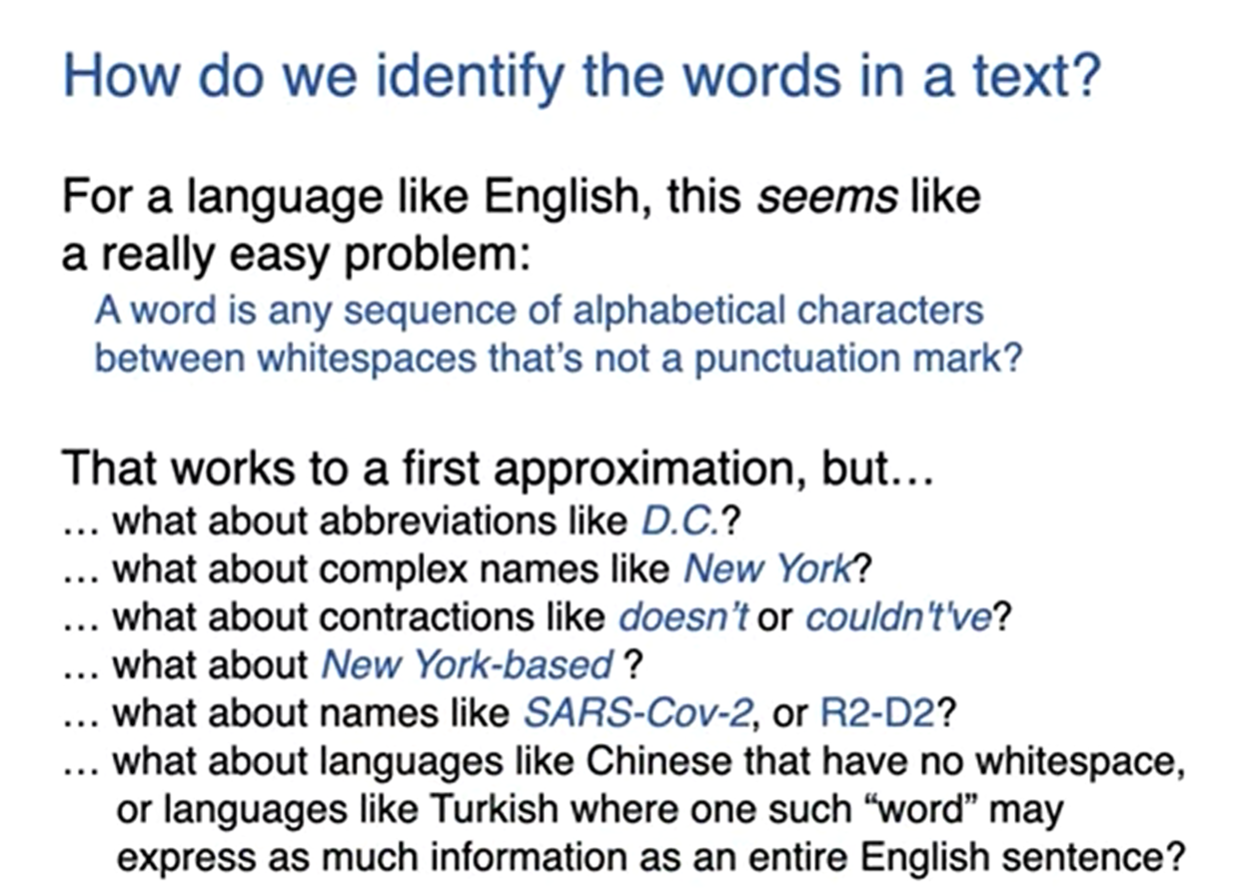 How do we identify the words in a text?
For a language like English, this seems like
a really easy problem:
A word is any sequence of alphabetical characters
between whitespaces that’s not a punctuation mark?
That works to a first approximation, but…
… what about abbreviations like D.C.?
… what about complex names like New York?
… what about contractions like doesn’t or couldn't've?
… what about New York-based ?
… what about names like SARS-Cov-2, or R2-D2?
… what about languages like Chinese that have no whitespace,
or languages like Turkish where one such “word” may
express as much information as an entire English sentence?